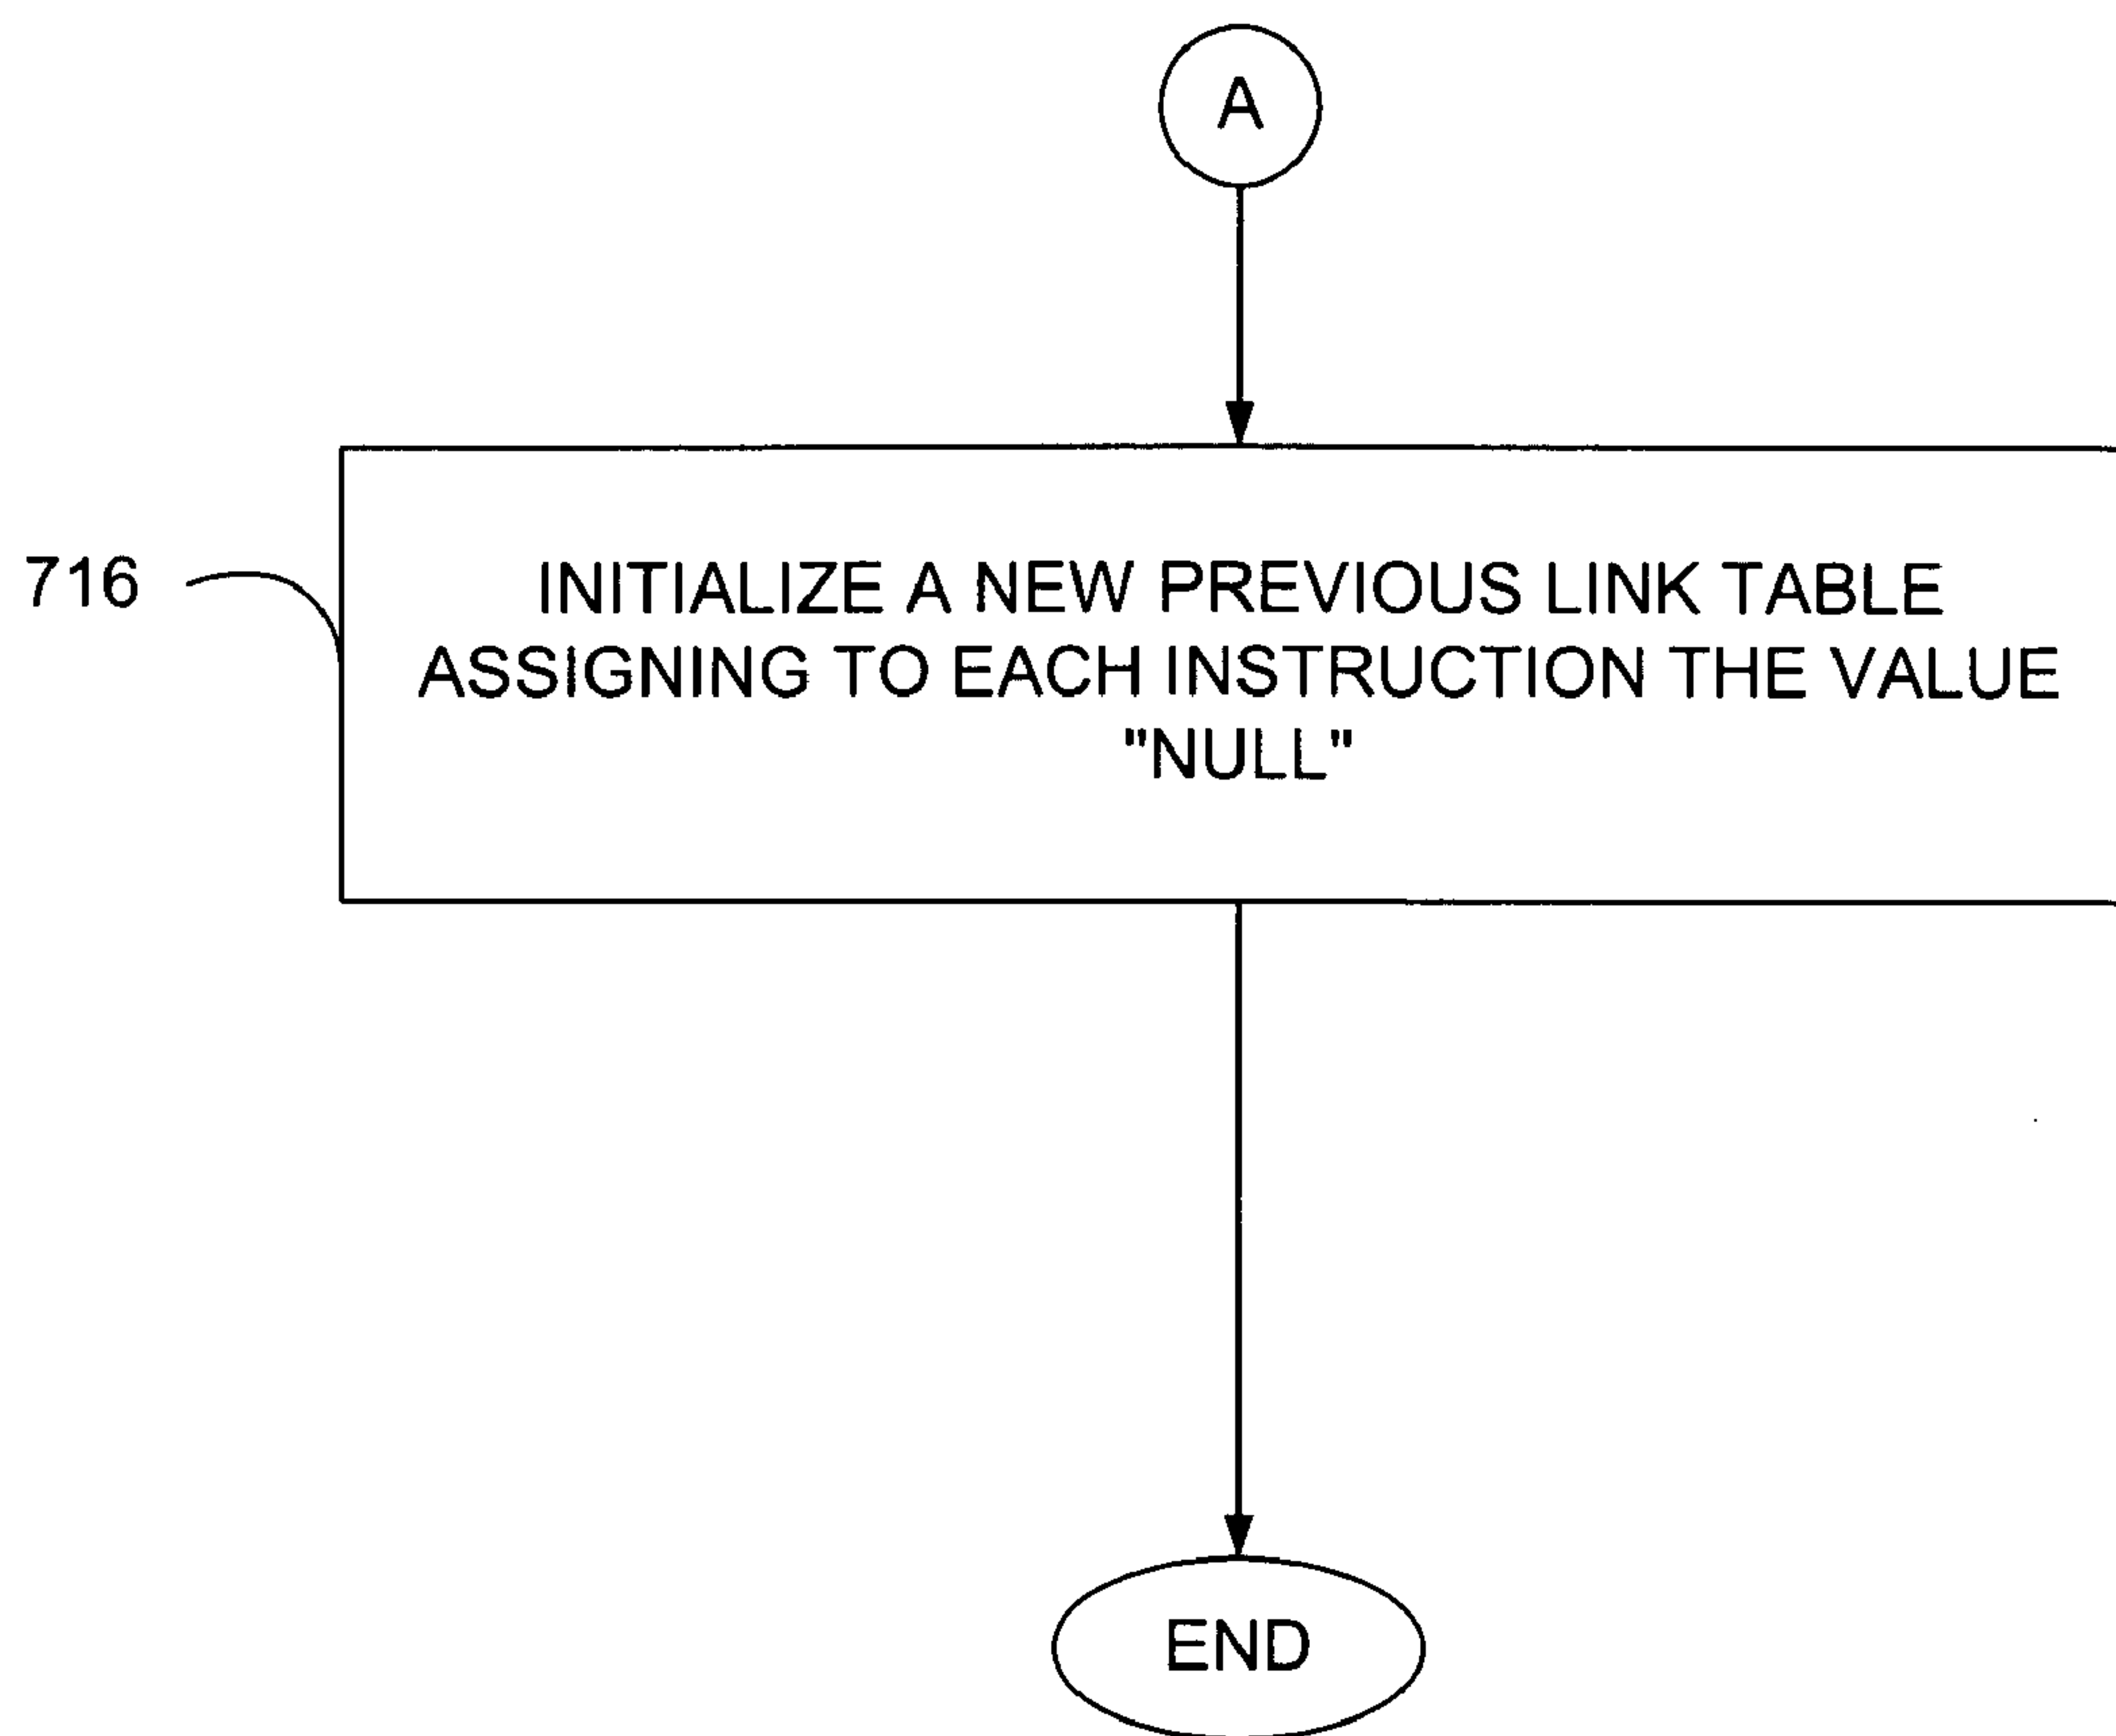 A
716
INITIALIZE A NEW PREVIOUS LINK TABLE
ASSIGNING TO EACH INSTRUCTION THE VALUE
"NULL"
END